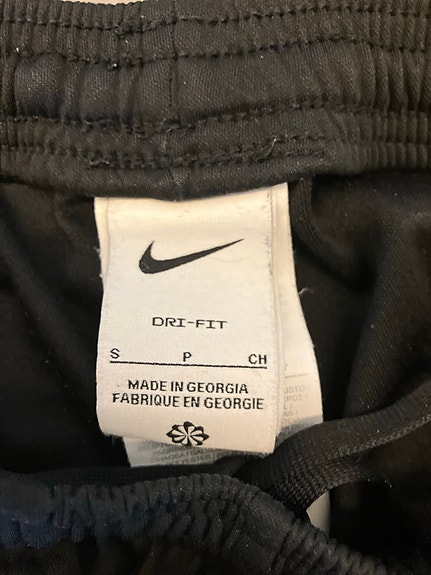 DRI-FIT
S P CH
MADE IN GEORGIA
FABRIQUE EN GEORGIE